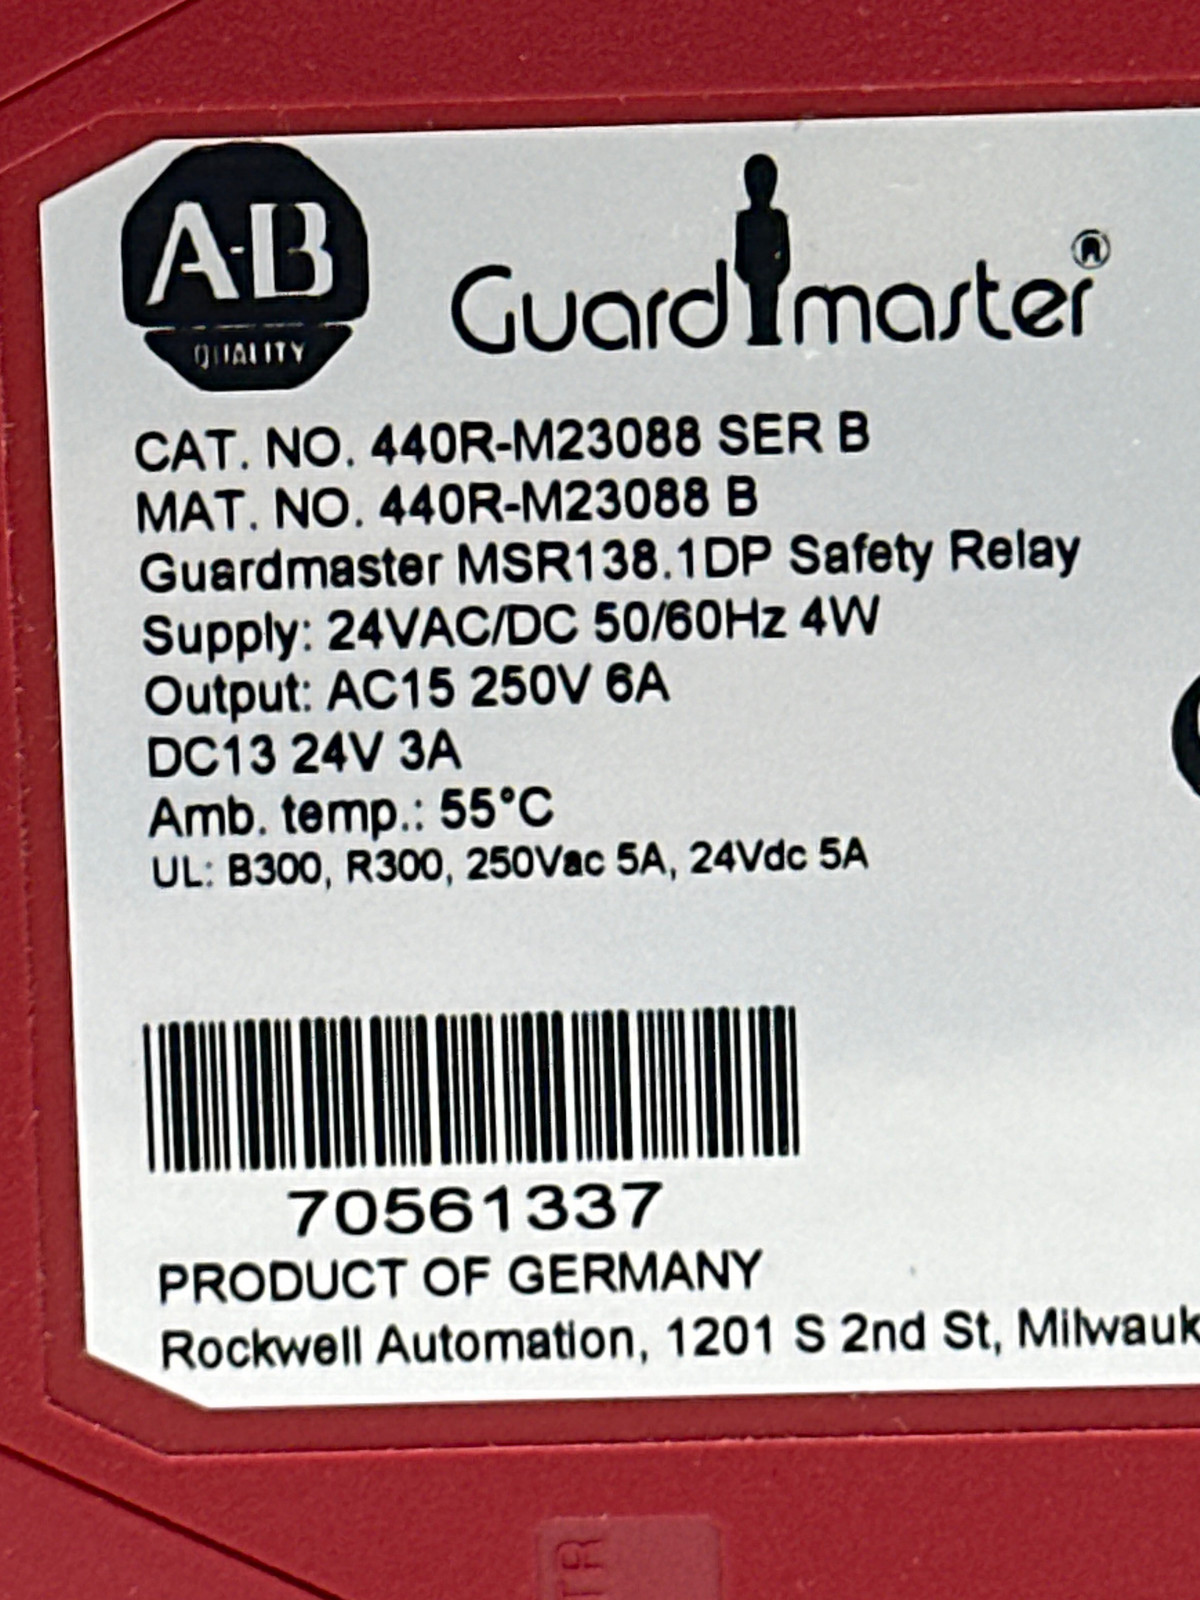 A-B
QUALITY
Guardmaster®
CAT. NO. 440R-M23088 SER B
MAT. NO. 440R-M23088 B
Guardmaster MSR138.1DP Safety Relay
Supply: 24VAC/DC 50/60Hz 4W
Output: AC15 250V 6A
DC13 24V 3A
Amb. temp.: 55°C
UL: B300, R300, 250Vac 5A, 24Vdc 5A
70561337
PRODUCT OF GERMANY
Rockwell Automation, 1201 S 2nd St, Milwauk